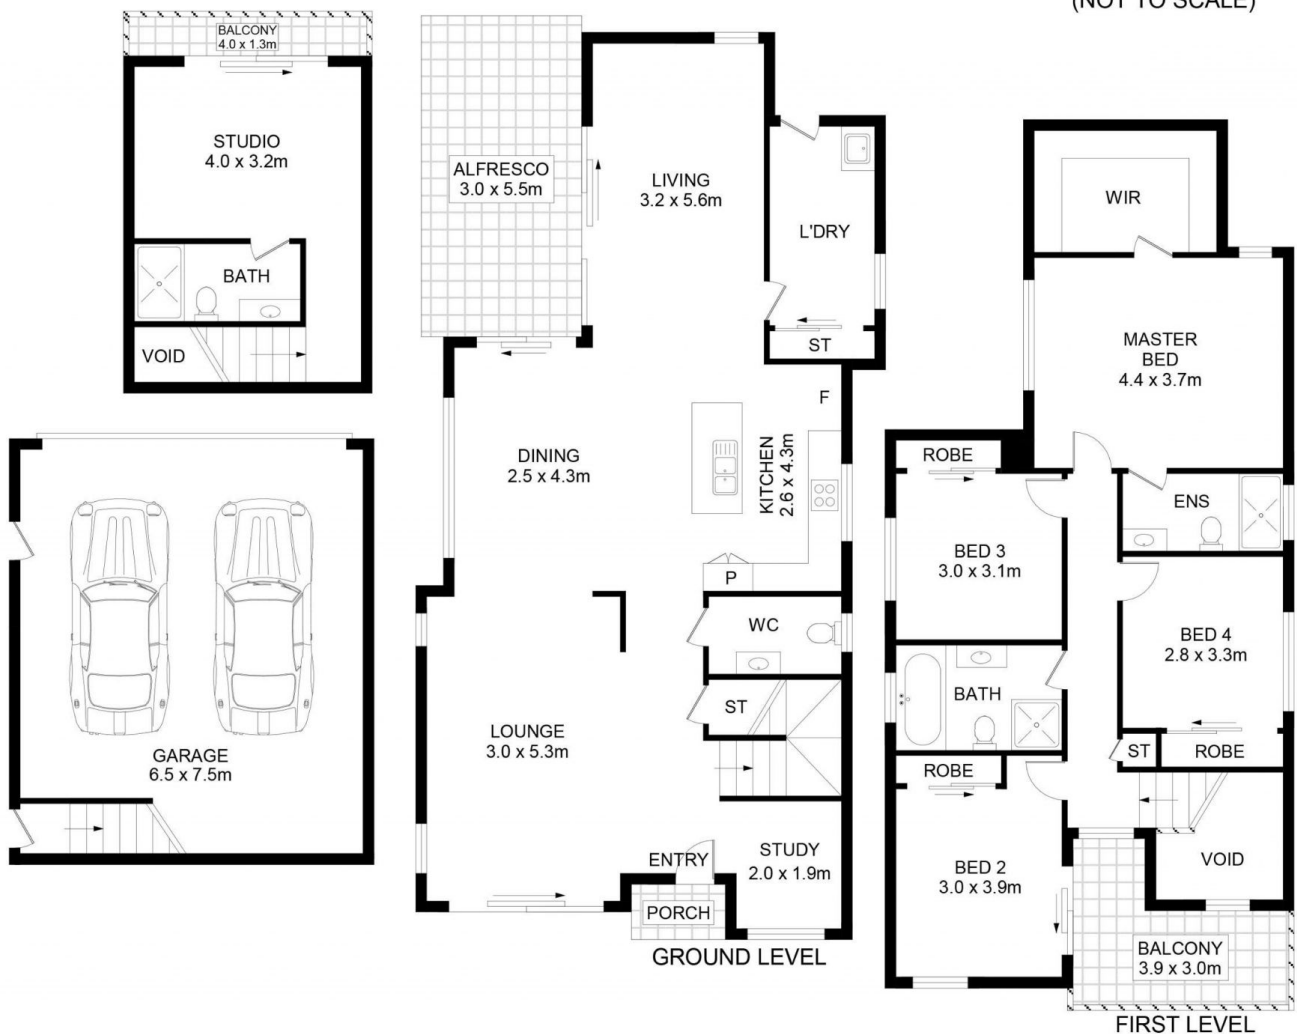 (NOT TO SCALE)
BALCONY
4.0 x 1.3m
STUDIO
4.0 x 3.2m
BATH
VOID
GARAGE
6.5 x 7.5m
ALFRESCO
3.0 x 5.5m
LIVING
3.2 x 5.6m
L'DRY
ST
F
DINING
2.5 x 4.3m
KITCHEN
2.6 x 4.3m
P
WC
ST
LOUNGE
3.0 x 5.3m
ENTRY
STUDY
2.0 x 1.9m
PORCH
GROUND LEVEL
WIR
MASTER
BED
4.4 x 3.7m
ROBE
ENS
BED 3
3.0 x 3.1m
BED 4
2.8 x 3.3m
BATH
ST
ROBE
ROBE
BED 2
3.0 x 3.9m
VOID
BALCONY
3.9 x 3.0m
FIRST LEVEL